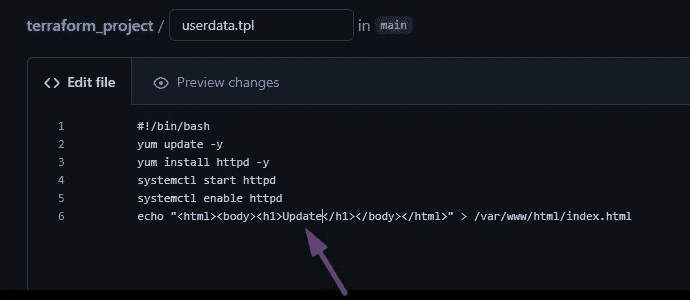 terraform_project / userdata.tpl in main
Edit file Preview changes
1 #!/bin/bash
2 yum update -y
3 yum install httpd -y
4 systemctl start httpd
5 systemctl enable httpd
6 echo "<html><body><h1>Update</h1></body></html>" > /var/www/html/index.html